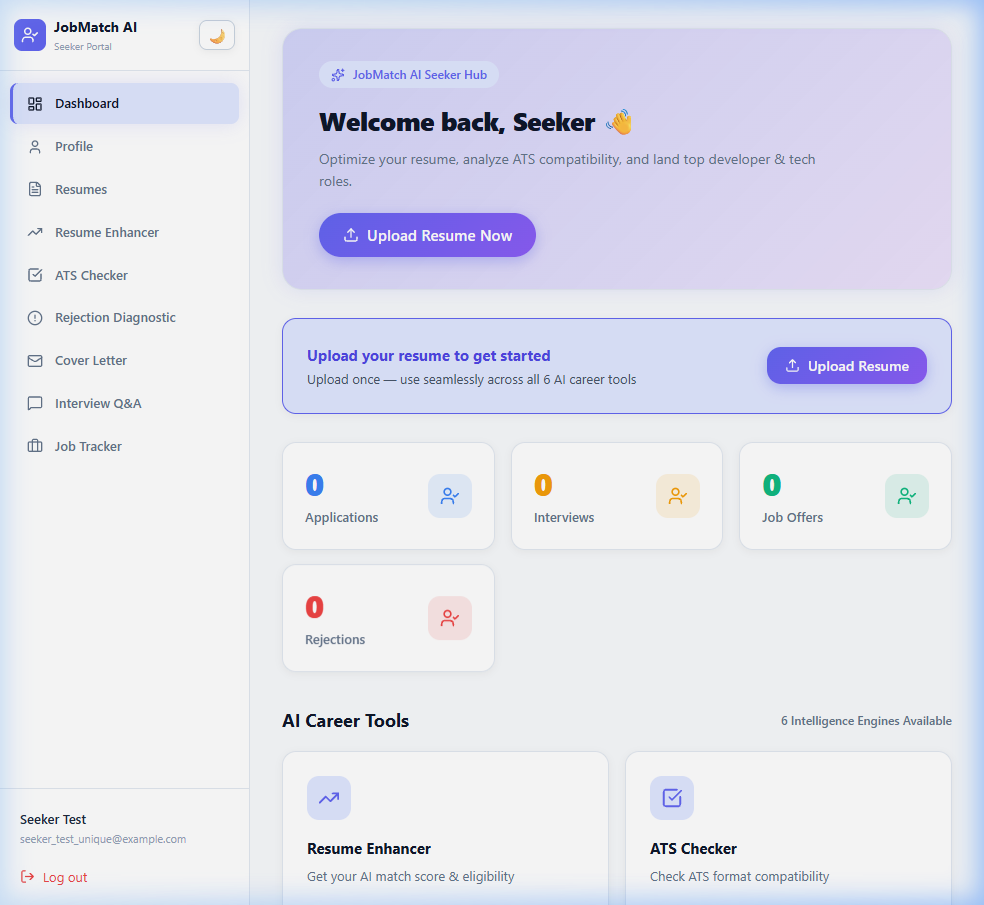 JobMatch AI
Seeker Portal
Dashboard
Profile
Resumes
Resume Enhancer
ATS Checker
Rejection Diagnostic
Cover Letter
Interview Q&A
Job Tracker
Seeker Test
seeker_test_unique@example.com
Log out
JobMatch AI Seeker Hub
Welcome back, Seeker 👋
Optimize your resume, analyze ATS compatibility, and land top developer & tech
roles.
Upload Resume Now
Upload your resume to get started
Upload once — use seamlessly across all 6 AI career tools
Upload Resume
0
Applications
0
Interviews
0
Job Offers
0
Rejections
AI Career Tools
6 Intelligence Engines Available
Resume Enhancer
Get your AI match score & eligibility
ATS Checker
Check ATS format compatibility